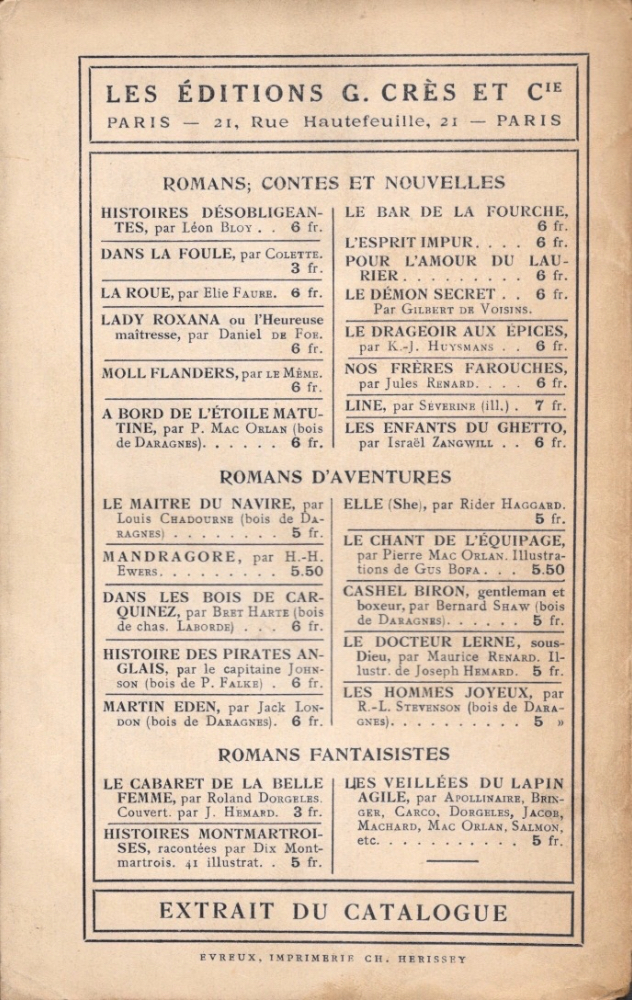 LES ÉDITIONS G. CRÈS ET CIE
PARIS — 21, Rue Hautefeuille, 21 — PARIS
ROMANS; CONTES ET NOUVELLES
HISTOIRES DÉSOBLIGEAN-
TES, par Léon BLOY . . 6 fr.
DANS LA FOULE, par COLETTE.
3 fr.
LA ROUE, par Elie FAURE. 6 fr.
LADY ROXANA ou l'Heureuse
maîtresse, par Daniel DE FOE.
6 fr.
MOLL FLANDERS, par LE MÊME.
6 fr.
A BORD DE L'ÉTOILE MATU-
TINE, par P. MAC ORLAN (bois
de DARAGNES). . . . . . 6 fr.
LE BAR DE LA FOURCHE,
6 fr.
L'ESPRIT IMPUR. . . . 6 fr.
POUR L'AMOUR DU LAU-
RIER. . . . . . . . . 6 fr.
LE DÉMON SECRET . . 6 fr.
Par GILBERT DE VOISINS.
LE DRAGEOIR AUX ÉPICES,
par K.-J. HUYSMANS . . 6 fr.
NOS FRÈRES FAROUCHES,
par Jules RENARD. . . . 6 fr.
LINE, par SÉVERINE (ill.) . 7 fr.
LES ENFANTS DU GHETTO,
par Israël ZANGWILL . . 6 fr.
ROMANS D'AVENTURES
LE MAITRE DU NAVIRE, par
Louis CHADOURNE (bois de DA-
RAGNES) . . . . . . . . 5 fr.
MANDRAGORE, par H.-H.
EWERS. . . . . . . . . 5.50
DANS LES BOIS DE CAR-
QUINEZ, par BRET HARTE (bois
de chas. LABORDE) . . . 6 fr.
HISTOIRE DES PIRATES AN-
GLAIS, par le capitaine JOHN-
SON (bois de P. FALKE) . 6 fr.
MARTIN EDEN, par Jack LON-
DON (bois de DARAGNES). 6 fr.
ELLE (She), par Rider HAGGARD.
5 fr.
LE CHANT DE L'ÉQUIPAGE,
par Pierre MAC ORLAN. Illustra-
tions de GUS BOFA. . . 5.50
CASHEL BIRON, gentleman et
boxeur, par Bernard SHAW (bois
de DARAGNES). . . . . . 5 fr.
LE DOCTEUR LERNE, sous-
Dieu, par Maurice RENARD. Il-
lustr. de Joseph HEMARD. 5 fr.
LES HOMMES JOYEUX, par
R.-L. STEVENSON (bois de DARA-
GNES). . . . . . . . . . 5 »
ROMANS FANTAISISTES
LE CABARET DE LA BELLE
FEMME, par Roland DORGELES.
Couvert. par J. HEMARD. 3 fr.
HISTOIRES MONTMARTROI-
SES, racontées par Dix Mont-
martrois. 41 illustrat. . 5 fr.
LES VEILLÉES DU LAPIN
AGILE, par APOLLINAIRE, BRIN-
GER, CARCO, DORGELES, JACOB,
MACHARD, MAC ORLAN, SALMON,
etc. . . . . . . . . . . 5 fr.
EXTRAIT DU CATALOGUE
EVREUX, IMPRIMERIE CH. HERISSEY